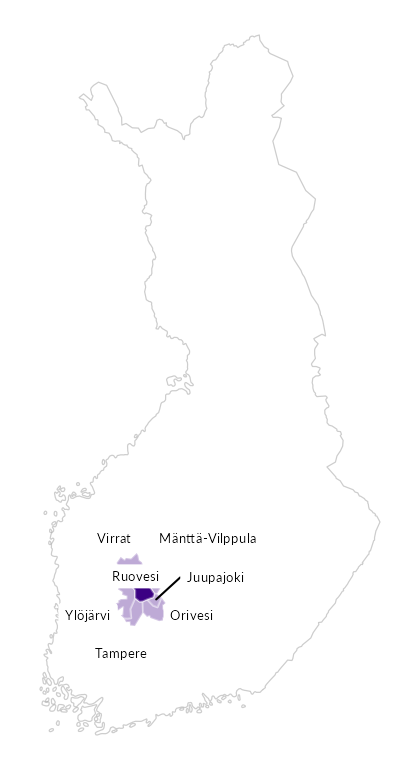 Virrat
Mänttä-Vilppula
Ruovesi
Juupajoki
Ylöjärvi
Orivesi
Tampere